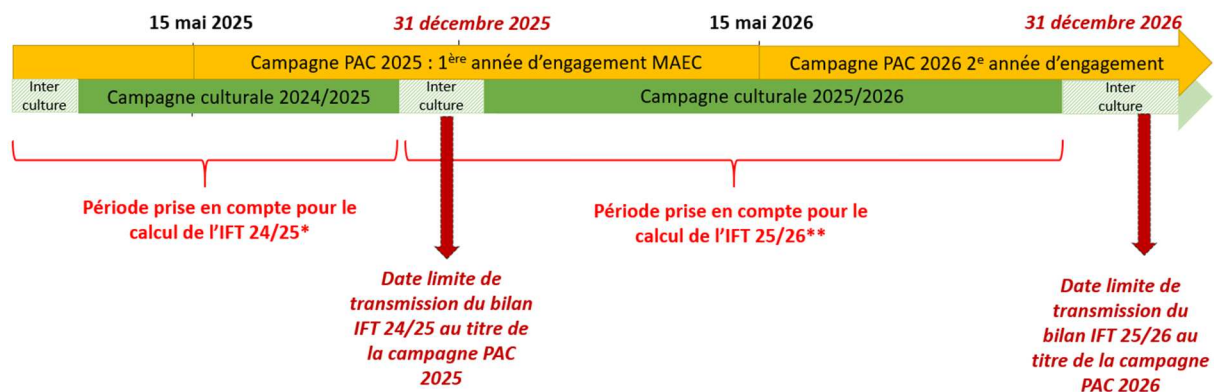 15 mai 2025
31 décembre 2025
15 mai 2026
31 décembre 2026
Campagne PAC 2025 : 1ère année d’engagement MAEC
Campagne PAC 2026 2e année d’engagement
Inter
culture
Campagne culturale 2024/2025
Inter
culture
Campagne culturale 2025/2026
Inter
culture
Période prise en compte pour le
calcul de l’IFT 24/25*
Période prise en compte pour le
calcul de l’IFT 25/26**
Date limite de
transmission du bilan
IFT 24/25 au titre de
la campagne PAC
2025
Date limite de
transmission du
bilan IFT 25/26 au
titre de la campagne
PAC 2026